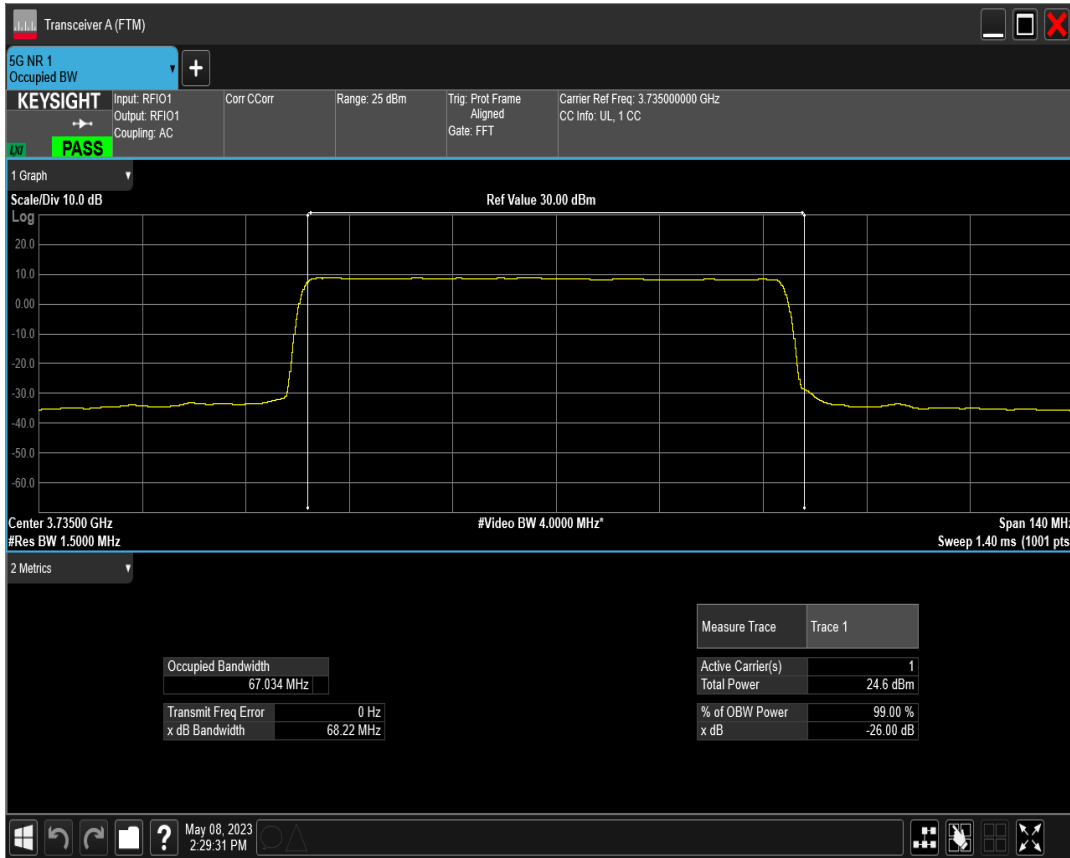 Transceiver A (FTM)
5G NR 1
Occupied BW
+
KEYSIGHT
LXI
PASS
Input: RFIO1
Output: RFIO1
Coupling: AC
Corr CCorr
Range: 25 dBm
Trig: Prot Frame
Aligned
Gate: FFT
Carrier Ref Freq: 3.735000000 GHz
CC Info: UL, 1 CC
1 Graph
Scale/Div 10.0 dB
Ref Value 30.00 dBm
Log
20.0
10.0
0.00
-10.0
-20.0
-30.0
-40.0
-50.0
-60.0
Center 3.73500 GHz
#Video BW 4.0000 MHz*
Span 140 MHz
#Res BW 1.5000 MHz
Sweep 1.40 ms (1001 pts
2 Metrics
Measure Trace Trace 1
Occupied Bandwidth
67.034 MHz
Active Carrier(s) 1
Total Power 24.6 dBm
Transmit Freq Error 0 Hz
x dB Bandwidth 68.22 MHz
% of OBW Power 99.00 %
x dB -26.00 dB
?
May 08, 2023
2:29:31 PM